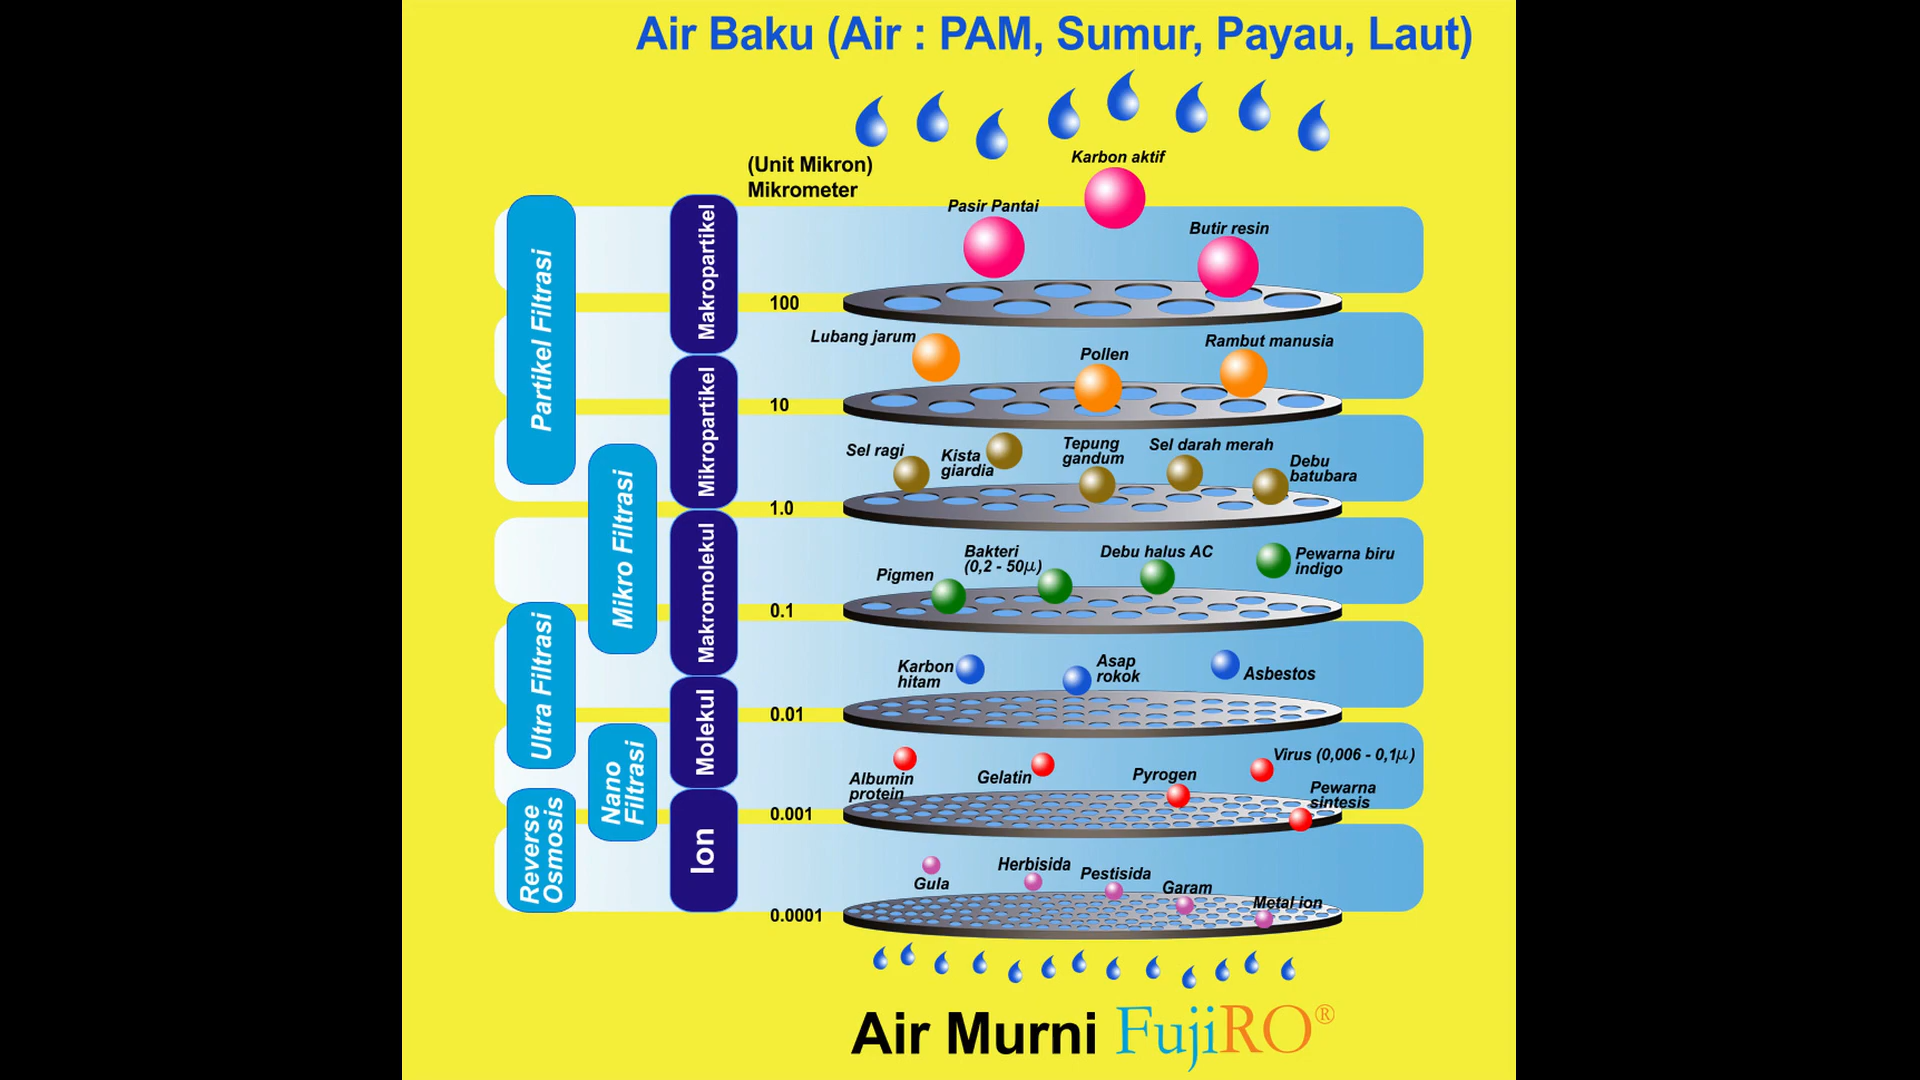 Air Baku (Air : PAM, Sumur, Payau, Laut)
(Unit Mikron)
Mikrometer
Karbon aktif
Pasir Pantai
Butir resin
Partikel Filtrasi
Makropartikel
100
Lubang jarum
Pollen
Rambut manusia
Mikropartikel
10
Sel ragi
Kista
giardia
Tepung
gandum
Sel darah merah
Debu
batubara
Mikro Filtrasi
1.0
Makromolekul
Pigmen
Bakteri
(0,2 - 50µ)
Debu halus AC
Pewarna biru
indigo
0.1
Ultra Filtrasi
Karbon
hitam
Asap
rokok
Asbestos
Molekul
0.01
Nano
Filtrasi
Albumin
protein
Gelatin
Pyrogen
Virus (0,006 - 0,1µ)
Pewarna
sintesis
0.001
Reverse
Osmosis
Ion
Gula
Herbisida
Pestisida
Garam
Metal ion
0.0001
Air Murni FujiRO®